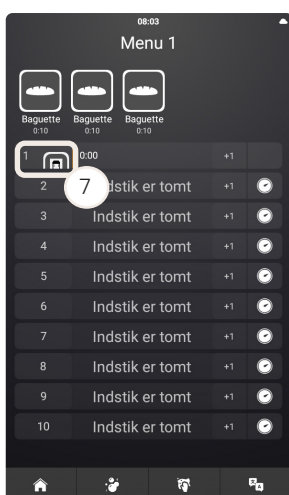 08:03
Menu 1
Baguette Baguette Baguette
0:10 0:10 0:10
1 0:00 +1
7
2 Indstik er tomt +1
3 Indstik er tomt +1
4 Indstik er tomt +1
5 Indstik er tomt +1
6 Indstik er tomt +1
7 Indstik er tomt +1
8 Indstik er tomt +1
9 Indstik er tomt +1
10 Indstik er tomt +1